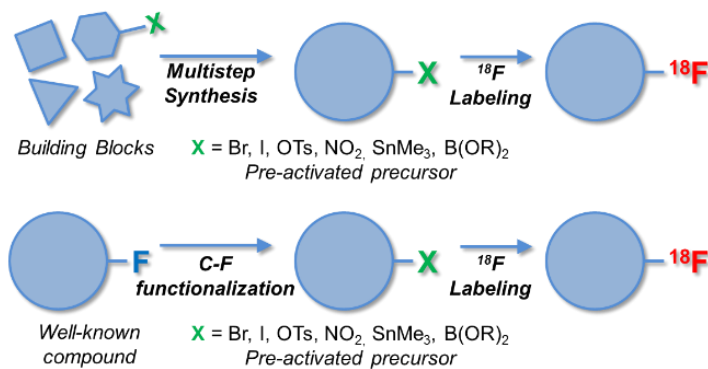 X
Multistep
Synthesis
X
¹⁸F
Labeling
¹⁸F
Building Blocks
X = Br, I, OTs, NO₂, SnMe₃, B(OR)₂
Pre-activated precursor
F
C-F
functionalization
X
¹⁸F
Labeling
¹⁸F
Well-known
compound
X = Br, I, OTs, NO₂, SnMe₃, B(OR)₂
Pre-activated precursor